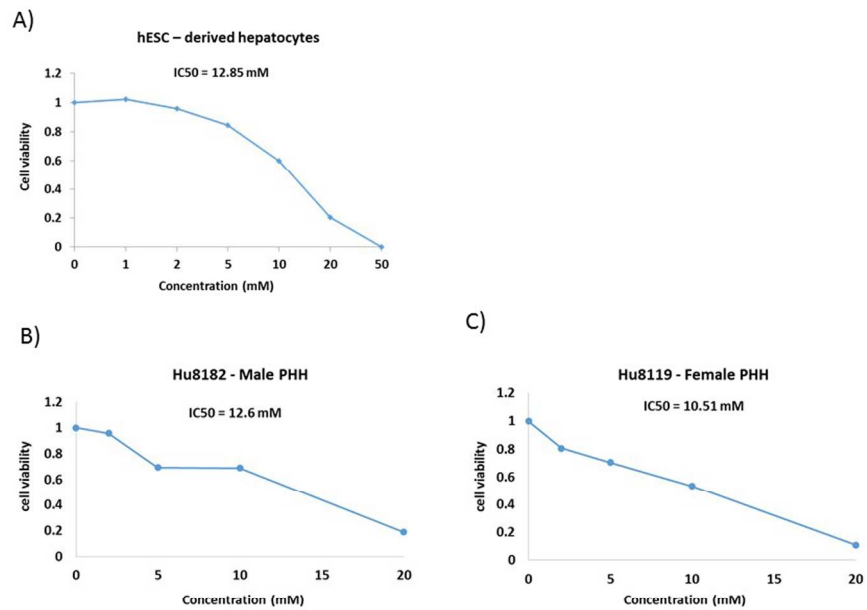 A)
hESC – derived hepatocytes
IC50 = 12.85 mM
1.2
1
0.8
0.6
0.4
0.2
0
Cell viability
0 1 2 5 10 20 50
Concentration (mM)
B)
Hu8182 - Male PHH
IC50 = 12.6 mM
1.2
1
0.8
0.6
0.4
0.2
0
cell viability
0 5 10 15 20
Concentration (mM)
C)
Hu8119 - Female PHH
IC50 = 10.51 mM
1.2
1
0.8
0.6
0.4
0.2
0
cell viability
0 5 10 15 20
Concentration (mM)